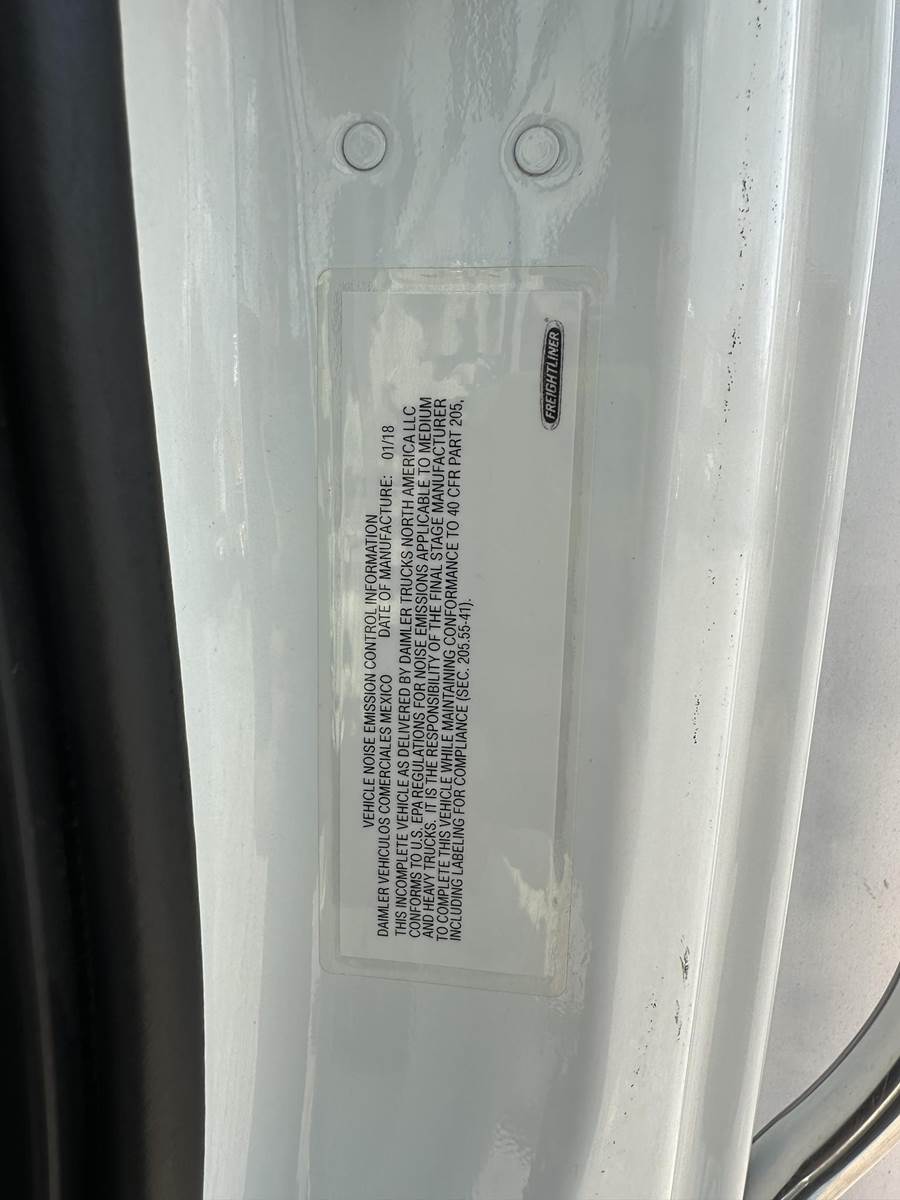 VEHICLE NOISE EMISSION CONTROL INFORMATION
DAIMLER VEHICULOS COMERCIALES MEXICO DATE OF MANUFACTURE: 01/18
THIS INCOMPLETE VEHICLE AS DELIVERED BY DAIMLER TRUCKS NORTH AMERICA LLC
CONFORMS TO U.S. EPA REGULATIONS FOR NOISE EMISSIONS APPLICABLE TO MEDIUM
AND HEAVY TRUCKS. IT IS THE RESPONSIBILITY OF THE FINAL STAGE MANUFACTURER
TO COMPLETE THIS VEHICLE WHILE MAINTAINING CONFORMANCE TO 40 CFR PART 205,
INCLUDING LABELING FOR COMPLIANCE (SEC. 205.55-41).
FREIGHTLINER®